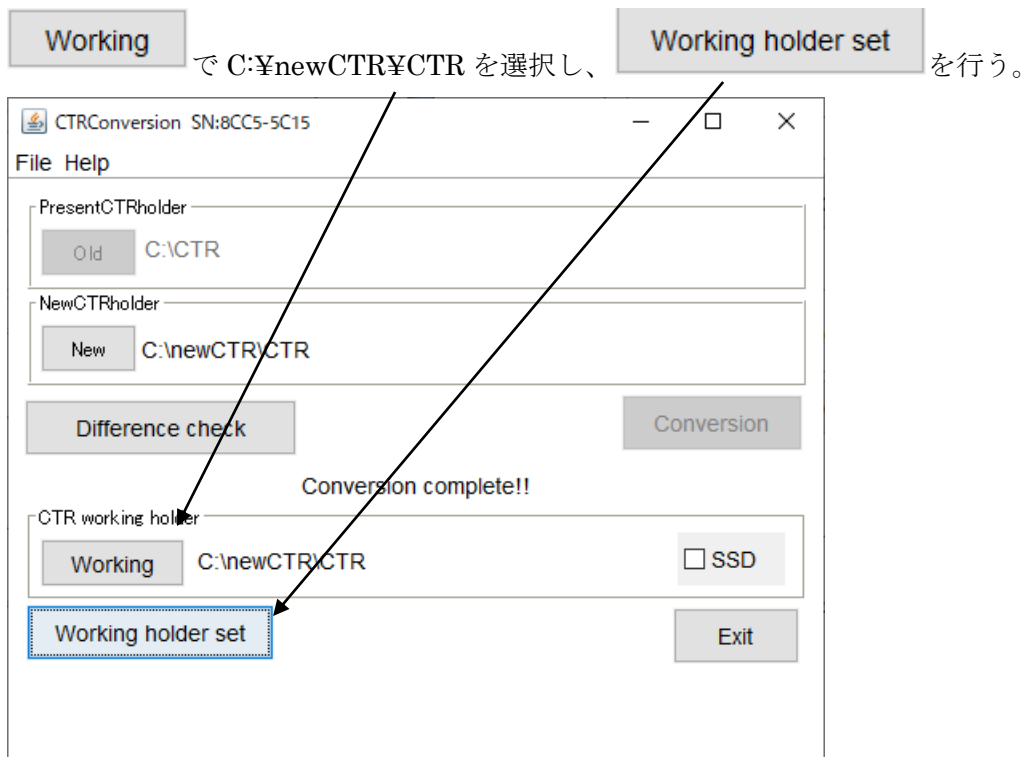 Working で C:¥newCTR¥CTR を選択し、 Working holder set を行う。
CTRConversion SN:8CC5-5C15
File Help
PresentCTRholder
Old C:\CTR
NewCTRholder
New C:\newCTR\CTR
Difference check Conversion
Conversion complete!!
CTR working holder
Working C:\newCTR\CTR SSD
Working holder set Exit